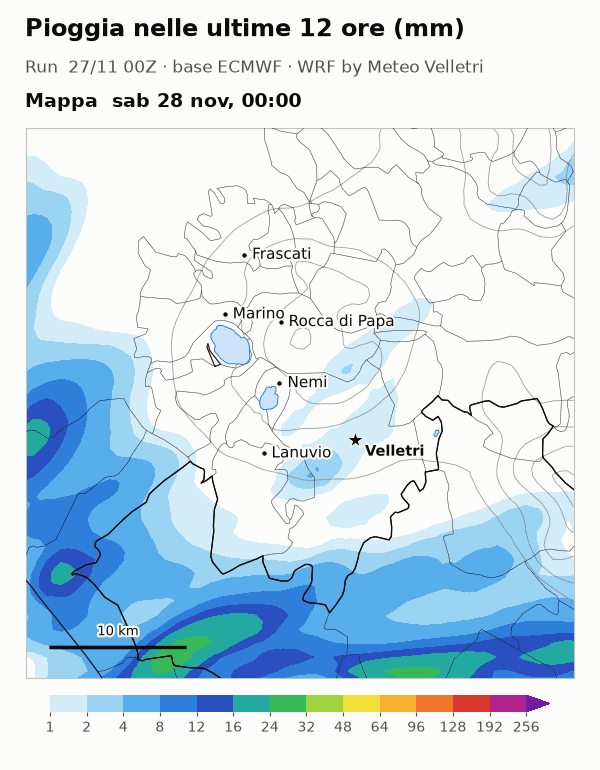 Pioggia nelle ultime 12 ore (mm)
Run  27/11 00Z · base ECMWF · WRF by Meteo Velletri
Mappa  sab 28 nov, 00:00
Frascati
Marino
Rocca di Papa
Nemi
Velletri
Lanuvio
10 km
1 2 4 8 12 16 24 32 48 64 96 128 192 256